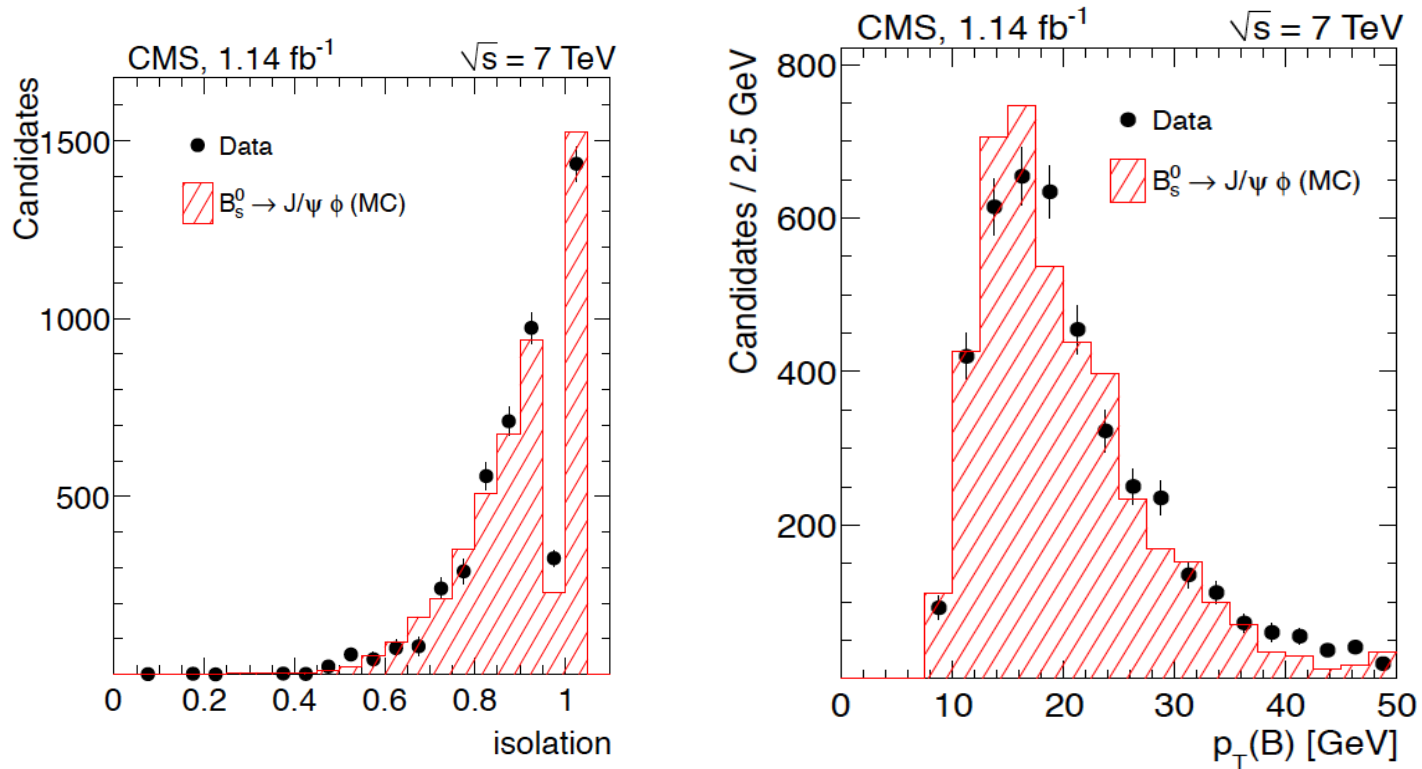 CMS, 1.14 fb⁻¹ √s = 7 TeV
Candidates
1500
1000
500
Data
B⁰ₛ → J/ψ ϕ (MC)
0 0.2 0.4 0.6 0.8 1
isolation
CMS, 1.14 fb⁻¹ √s = 7 TeV
Candidates / 2.5 GeV
800
600
400
200
Data
B⁰ₛ → J/ψ ϕ (MC)
0 10 20 30 40 50
p_T(B) [GeV]